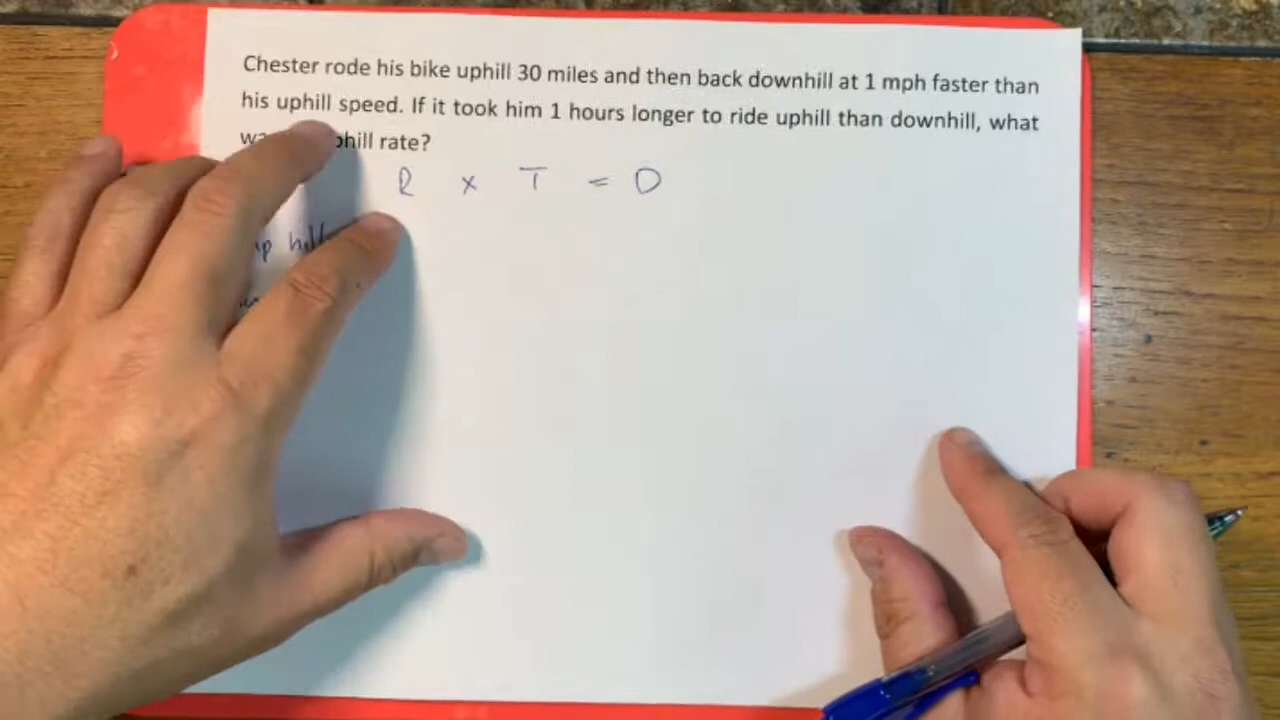 Chester rode his bike uphill 30 miles and then back downhill at 1 mph faster than
his uphill speed. If it took him 1 hours longer to ride uphill than downhill, what
rate?
R × T = D